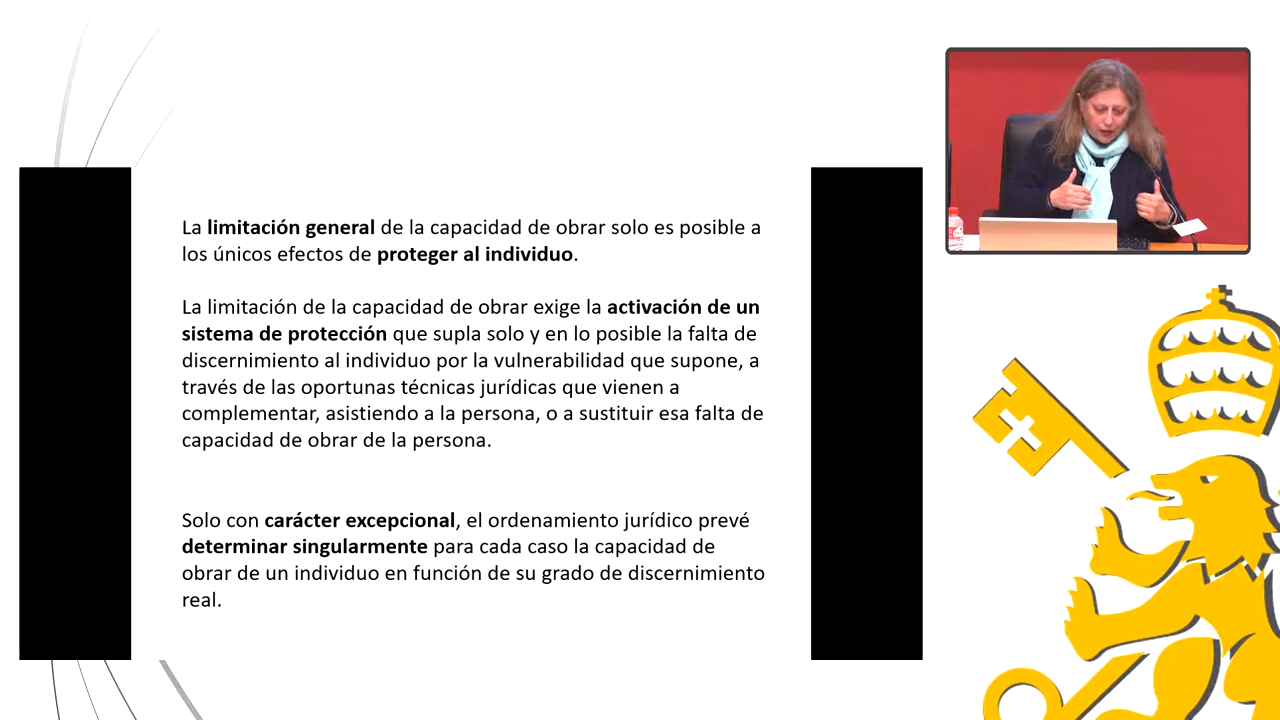 La limitación general de la capacidad de obrar solo es posible a
los únicos efectos de proteger al individuo.
La limitación de la capacidad de obrar exige la activación de un
sistema de protección que supla solo y en lo posible la falta de
discernimiento al individuo por la vulnerabilidad que supone, a
través de las oportunas técnicas jurídicas que vienen a
complementar, asistiendo a la persona, o a sustituir esa falta de
capacidad de obrar de la persona.
Solo con carácter excepcional, el ordenamiento jurídico prevé
determinar singularmente para cada caso la capacidad de
obrar de un individuo en función de su grado de discernimiento
real.